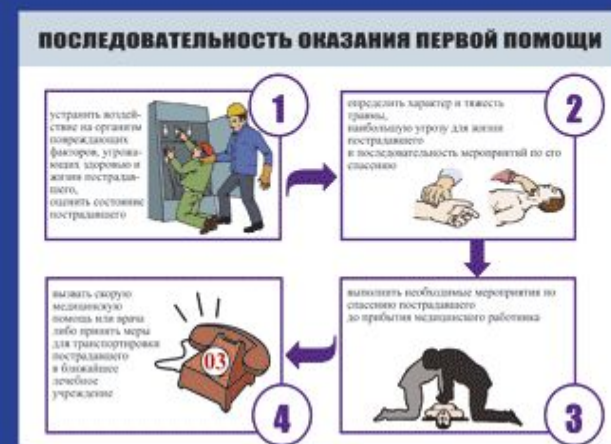 ПОСЛЕДОВАТЕЛЬНОСТЬ ОКАЗАНИЯ ПЕРВОЙ ПОМОЩИ
1
устранить воздей-
ствие на организм
повреждающих
факторов, угрожа-
ющих здоровью и
жизни пострадав-
шего,
оценить состояние
пострадавшего
2
определить характер и тяжесть
травмы,
наибольшую угрозу для жизни
пострадавшего
и последовательность мероприятий по его
спасению
выполнить необходимые мероприятия по
спасению пострадавшего
до прибытия медицинского работника
3
вызвать скорую
медицинскую
помощь или врача
либо принять меры
для транспортировки
пострадавшего
в ближайшее
лечебное
учреждение
03
4